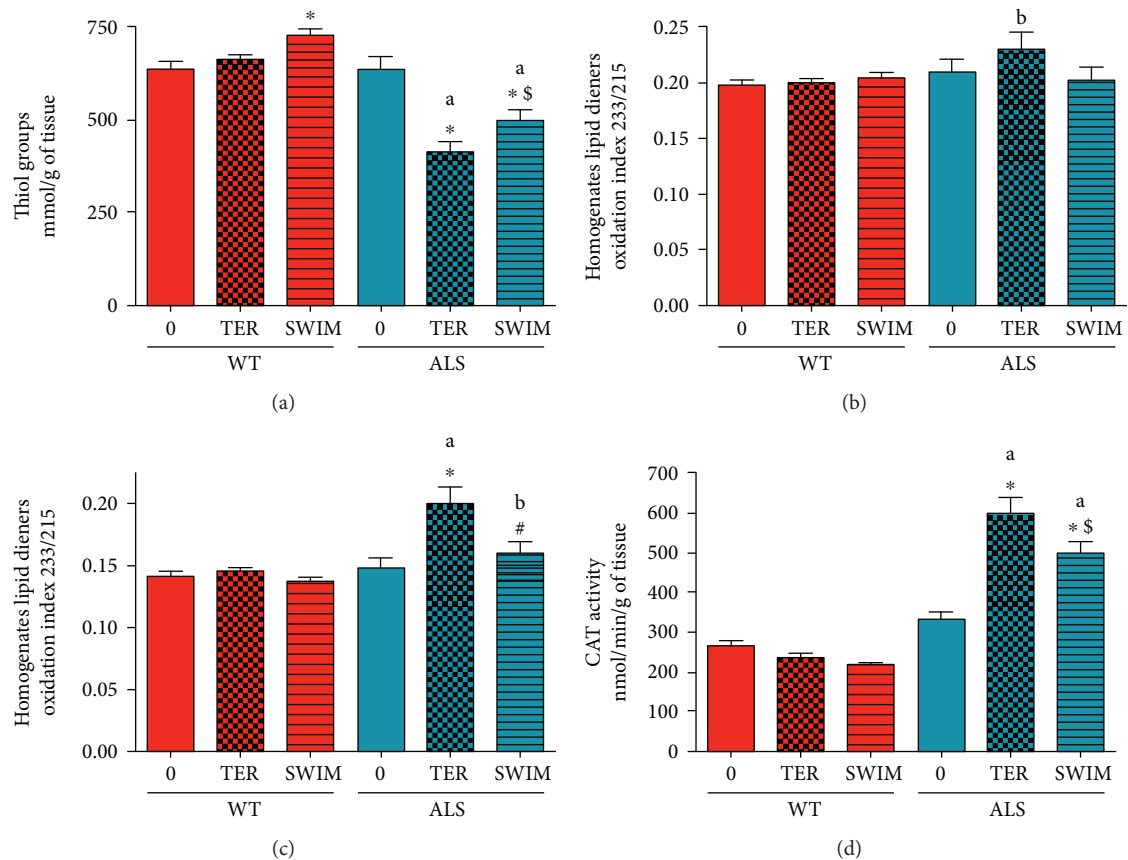 Thiol groups
mmol/g of tissue
750
500
250
0
*
a
*
a
* $
0 TER SWIM 0 TER SWIM
WT ALS
(a)
Homogenates lipid dieners
oxidation index 233/215
0.25
0.20
0.15
0.10
0.05
0.00
b
0 TER SWIM 0 TER SWIM
WT ALS
(b)
Homogenates lipid dieners
oxidation index 233/215
0.20
0.15
0.10
0.05
0.00
a
*
b
#
0 TER SWIM 0 TER SWIM
WT ALS
(c)
CAT activity
nmol/min/g of tissue
700
600
500
400
300
200
100
0
a
*
a
* $
0 TER SWIM 0 TER SWIM
WT ALS
(d)